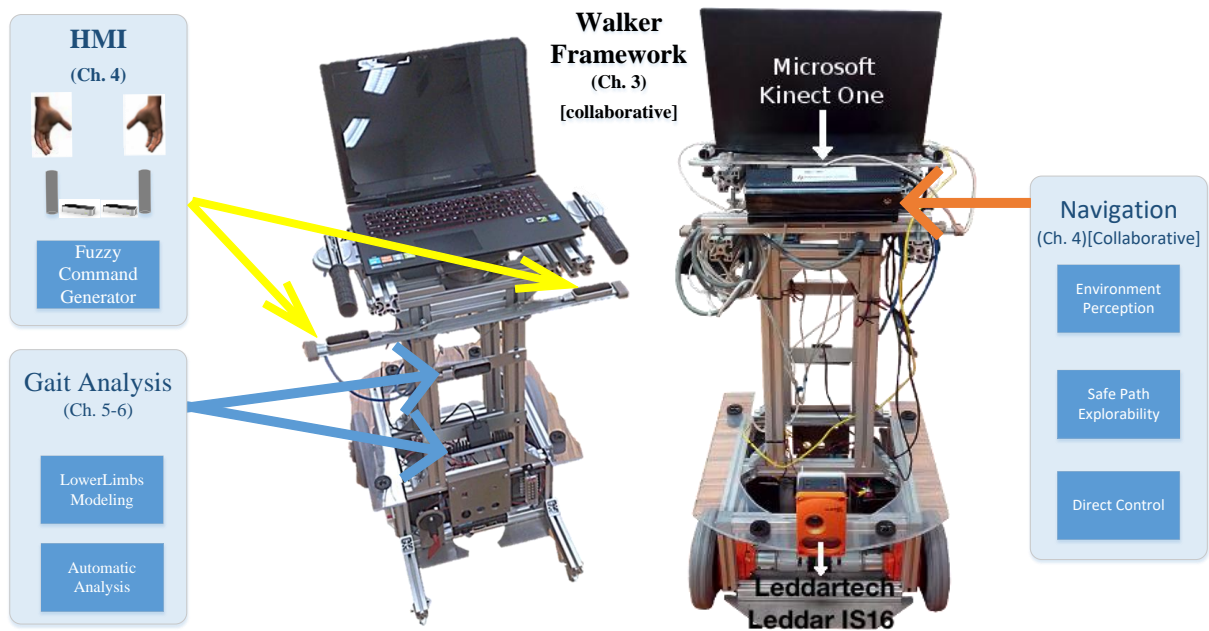 HMI
(Ch. 4)
Fuzzy
Command
Generator
Gait Analysis
(Ch. 5-6)
LowerLimbs
Modeling
Automatic
Analysis
Walker
Framework
(Ch. 3)
[collaborative]
Microsoft
Kinect One
Leddartech
Leddar IS16
Navigation
(Ch. 4)[Collaborative]
Environment
Perception
Safe Path
Explorability
Direct Control